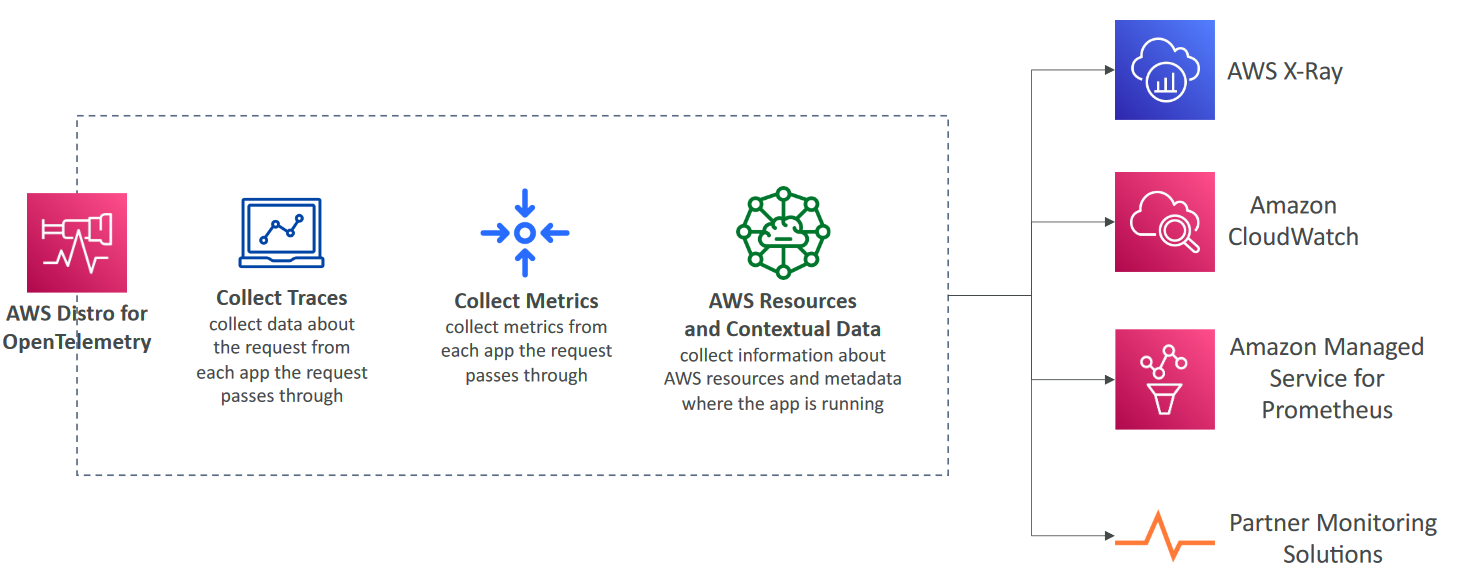 AWS Distro for
OpenTelemetry
Collect Traces
collect data about
the request from
each app the request
passes through
Collect Metrics
collect metrics from
each app the request
passes through
AWS Resources
and Contextual Data
collect information about
AWS resources and metadata
where the app is running
AWS X-Ray
Amazon
CloudWatch
Amazon Managed
Service for
Prometheus
Partner Monitoring
Solutions